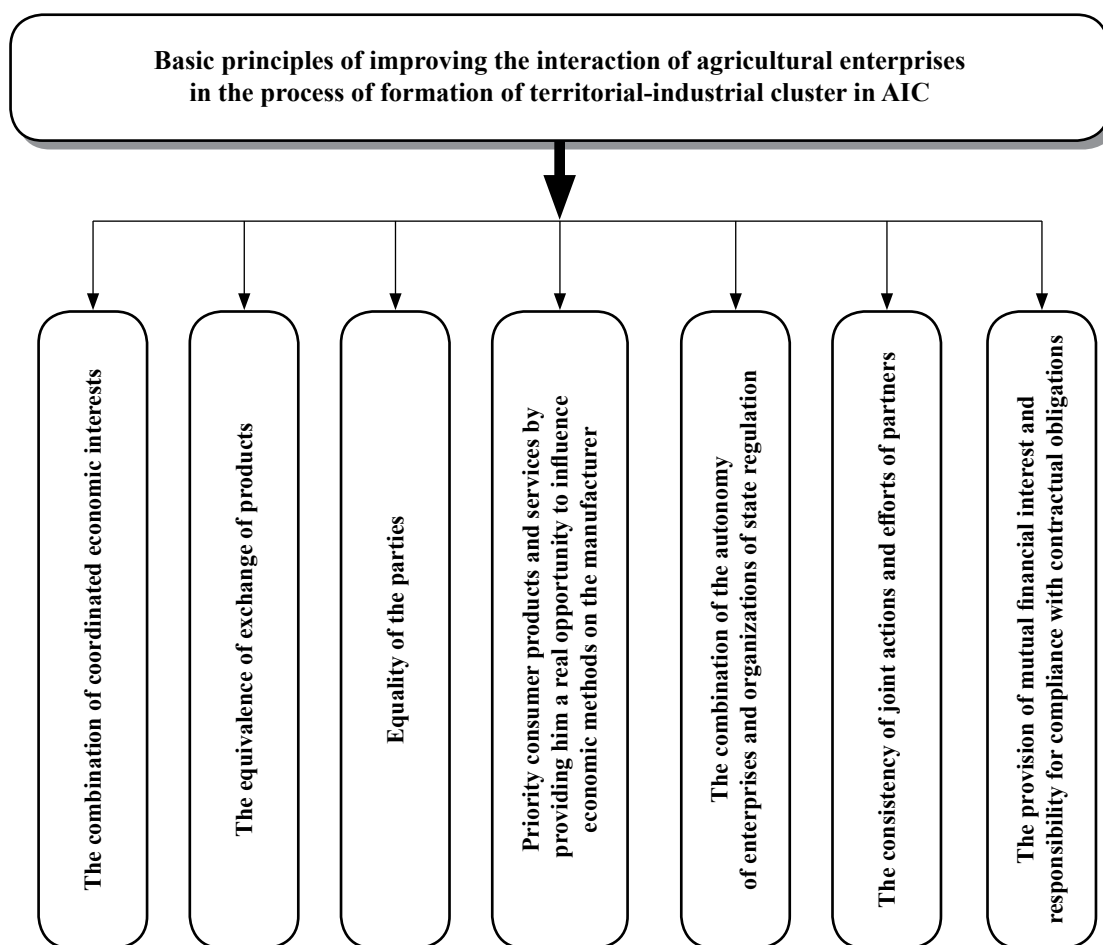 Basic principles of improving the interaction of agricultural enterprises
in the process of formation of territorial-industrial cluster in AIC
The combination of coordinated economic interests
The equivalence of exchange of products
Equality of the parties
Priority consumer products and services by
providing him a real opportunity to influence
economic methods on the manufacturer
The combination of the autonomy
of enterprises and organizations of state regulation
The consistency of joint actions and efforts of partners
The provision of mutual financial interest and
responsibility for compliance with contractual obligations